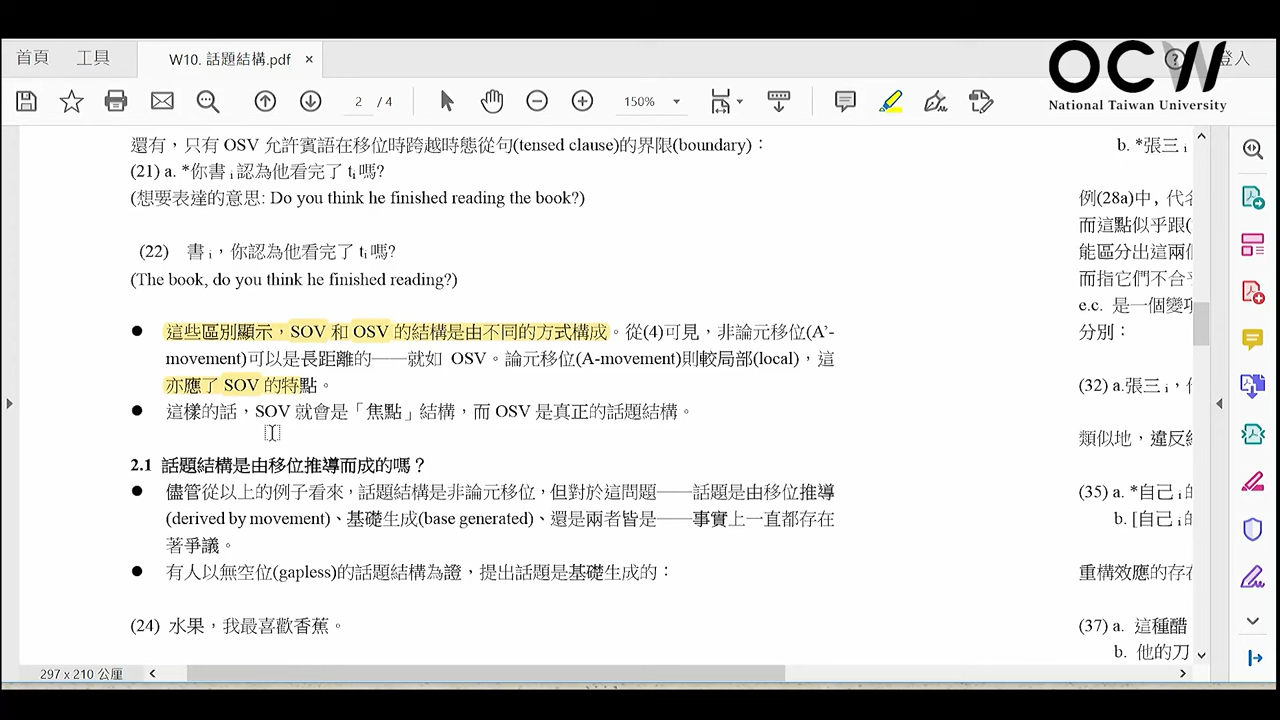 首頁 工具 W10. 話題結構.pdf × 登入
OCW
National Taiwan University
2 / 4 150%
還有，只有 OSV 允許賓語在移位時跨越時態從句(tensed clause)的界限(boundary)：
(21) a. *你書 i 認為他看完了 ti 嗎?
(想要表達的意思: Do you think he finished reading the book?)
(22) 書 i，你認為他看完了 ti 嗎?
(The book, do you think he finished reading?)
● 這些區別顯示，SOV 和 OSV 的結構是由不同的方式構成。從(4)可見，非論元移位(A’-
movement)可以是長距離的——就如 OSV。論元移位(A-movement)則較局部(local)，這
亦應了 SOV 的特點。
● 這樣的話，SOV 就會是「焦點」結構，而 OSV 是真正的話題結構。
2.1 話題結構是由移位推導而成的嗎？
● 儘管從以上的例子看來，話題結構是非論元移位，但對於這問題——話題是由移位推導
(derived by movement)、基礎生成(base generated)、還是兩者皆是——事實上一直都存在
著爭議。
● 有人以無空位(gapless)的話題結構為證，提出話題是基礎生成的：
(24) 水果，我最喜歡香蕉。
b. *張三 i
例(28a)中，代名
而這點似乎跟(
能區分出這兩個
而指它們不合乎
e.c. 是一個變項
分別：
(32) a.張三 i，
類似地，違反
(35) a. *自己 i 的
b. [自己 i 的
重構效應的存在
(37) a. 這種醋
b. 他的刀
297 x 210 公厘